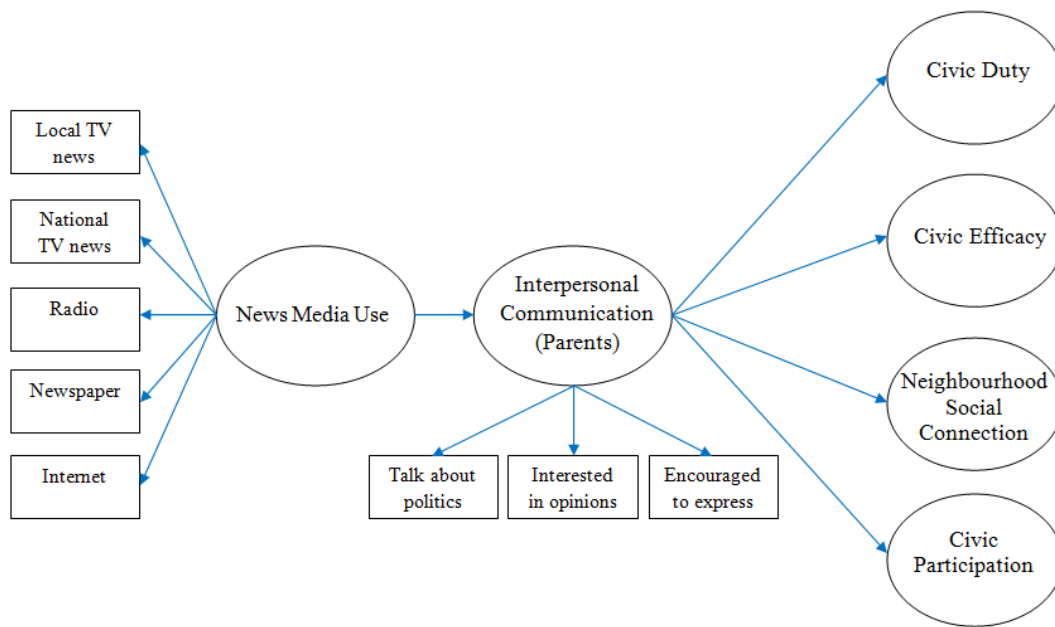 Local TV
news
National
TV news
Radio
Newspaper
Internet
News Media Use
Interpersonal
Communication
(Parents)
Talk about
politics
Interested
in opinions
Encouraged
to express
Civic Duty
Civic Efficacy
Neighbourhood
Social
Connection
Civic
Participation